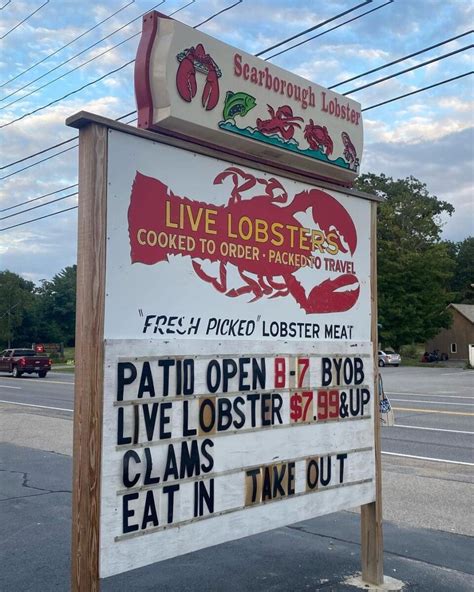 Scarborough Lobster
LIVE LOBSTERS
COOKED TO ORDER · PACKED TO TRAVEL
"FRESH PICKED" LOBSTER MEAT
PATIO OPEN 8-7 BYOB
LIVE LOBSTER $7.99 & UP
CLAMS
EAT IN TAKE OUT